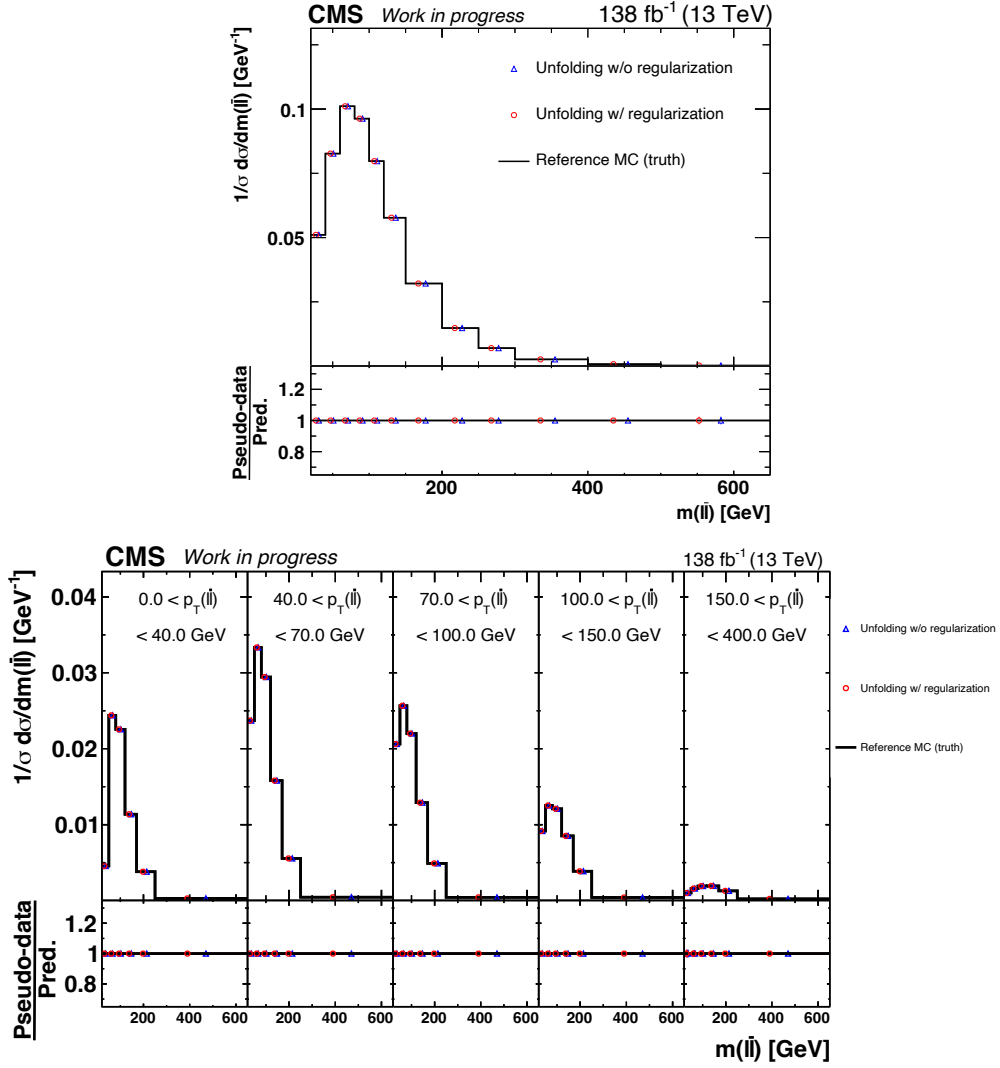 CMS Work in progress 138 fb⁻¹ (13 TeV)
1/σ dσ/dm(ll̄) [GeV⁻¹]
0.1
0.05
Unfolding w/o regularization
Unfolding w/ regularization
Reference MC (truth)
Pseudo-data
Pred.
1.2
1
0.8
200 400 600
m(ll̄) [GeV]
CMS Work in progress 138 fb⁻¹ (13 TeV)
1/σ dσ/dm(ll̄) [GeV⁻¹]
0.04
0.03
0.02
0.01
0.0 < p_T(ll̄) 40.0 < p_T(ll̄) 70.0 < p_T(ll̄) 100.0 < p_T(ll̄) 150.0 < p_T(ll̄)
< 40.0 GeV < 70.0 GeV < 100.0 GeV < 150.0 GeV < 400.0 GeV
Unfolding w/o regularization
Unfolding w/ regularization
Reference MC (truth)
Pseudo-data
Pred.
1.2
1
0.8
200 400 600 200 400 600 200 400 600 200 400 600 200 400 600
m(ll̄) [GeV]